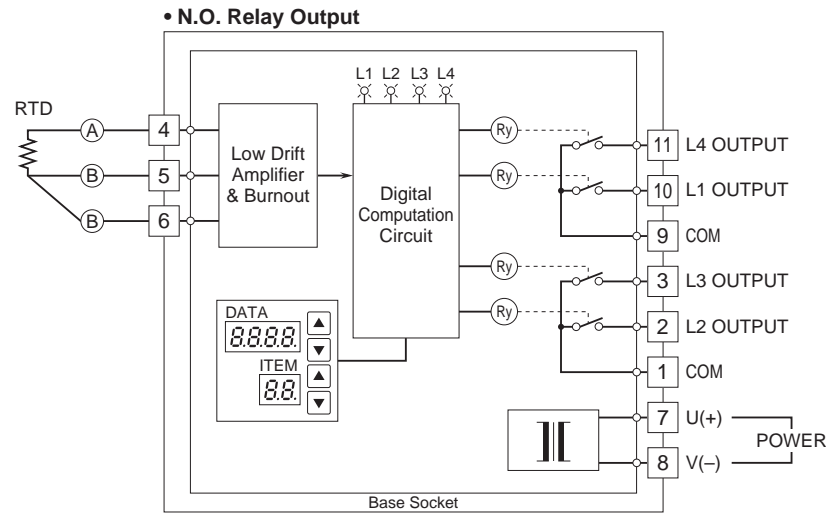 • N.O. Relay Output
L1 L2 L3 L4
RTD
A 4
B 5
B 6
Low Drift
Amplifier
& Burnout
Digital
Computation
Circuit
Ry
Ry
Ry
Ry
11 L4 OUTPUT
10 L1 OUTPUT
9 COM
3 L3 OUTPUT
2 L2 OUTPUT
1 COM
DATA
8.8.8.8.
ITEM
8.8.
7 U(+)
POWER
8 V(–)
Base Socket